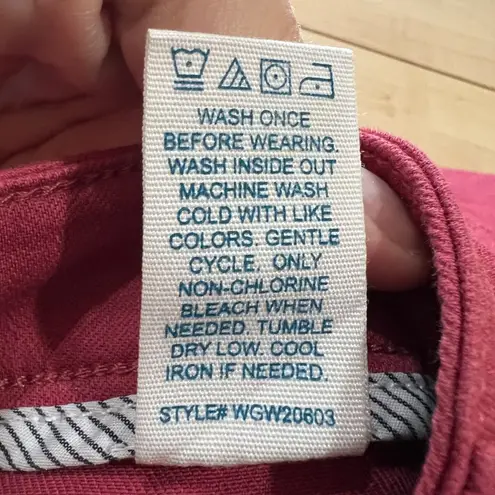 WASH ONCE
BEFORE WEARING.
WASH INSIDE OUT
MACHINE WASH
COLD WITH LIKE
COLORS. GENTLE
CYCLE. ONLY
NON-CHLORINE
BLEACH WHEN
NEEDED. TUMBLE
DRY LOW. COOL
IRON IF NEEDED.
STYLE# WGW20603